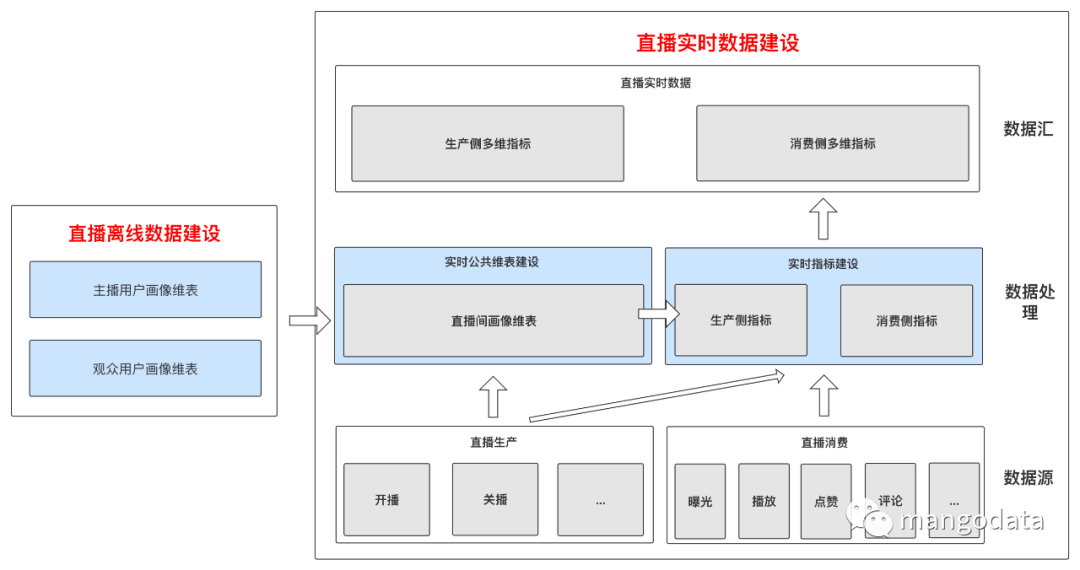 直播实时数据建设
直播实时数据
生产侧多维指标
消费侧多维指标
数据汇
直播离线数据建设
主播用户画像维表
观众用户画像维表
实时公共维表建设
直播间画像维表
实时指标建设
生产侧指标
消费侧指标
数据处
理
直播生产
开播
关播
...
直播消费
曝光
播放
点赞
评论
...
数据源
mangodata